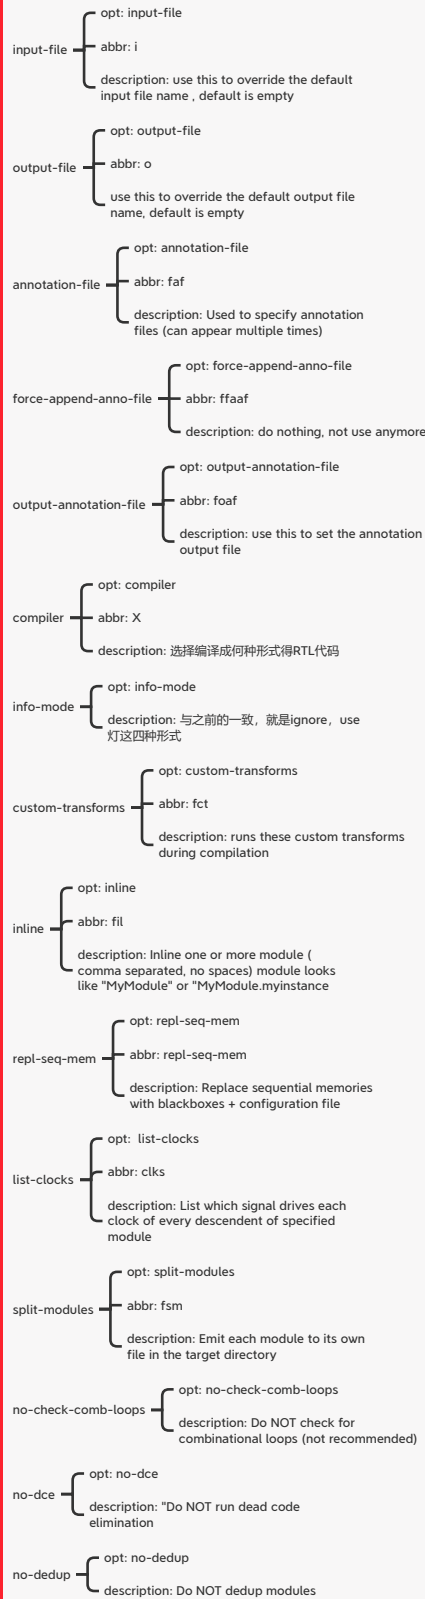 opt: input-file
input-file
abbr: i
description: use this to override the default
input file name , default is empty
opt: output-file
output-file
abbr: o
use this to override the default output file
name, default is empty
opt: annotation-file
annotation-file
abbr: faf
description: Used to specify annotation
files (can appear multiple times)
opt: force-append-anno-file
force-append-anno-file
abbr: ffaaf
description: do nothing, not use anymore
opt: output-annotation-file
output-annotation-file
abbr: foaf
description: use this to set the annotation
output file
opt: compiler
compiler
abbr: X
description: 选择编译成何种形式得RTL代码
opt: info-mode
info-mode
description: 与之前的一致，就是ignore，use
灯这四种形式
opt: custom-transforms
custom-transforms
abbr: fct
description: runs these custom transforms
during compilation
opt: inline
inline
abbr: fil
description: Inline one or more module (
comma separated, no spaces) module looks
like "MyModule" or "MyModule.myinstance
opt: repl-seq-mem
repl-seq-mem
abbr: repl-seq-mem
description: Replace sequential memories
with blackboxes + configuration file
opt:  list-clocks
list-clocks
abbr: clks
description: List which signal drives each
clock of every descendent of specified
module
opt: split-modules
split-modules
abbr: fsm
description: Emit each module to its own
file in the target directory
opt: no-check-comb-loops
no-check-comb-loops
description: Do NOT check for
combinational loops (not recommended)
opt: no-dce
no-dce
description: "Do NOT run dead code
elimination
opt: no-dedup
no-dedup
description: Do NOT dedup modules